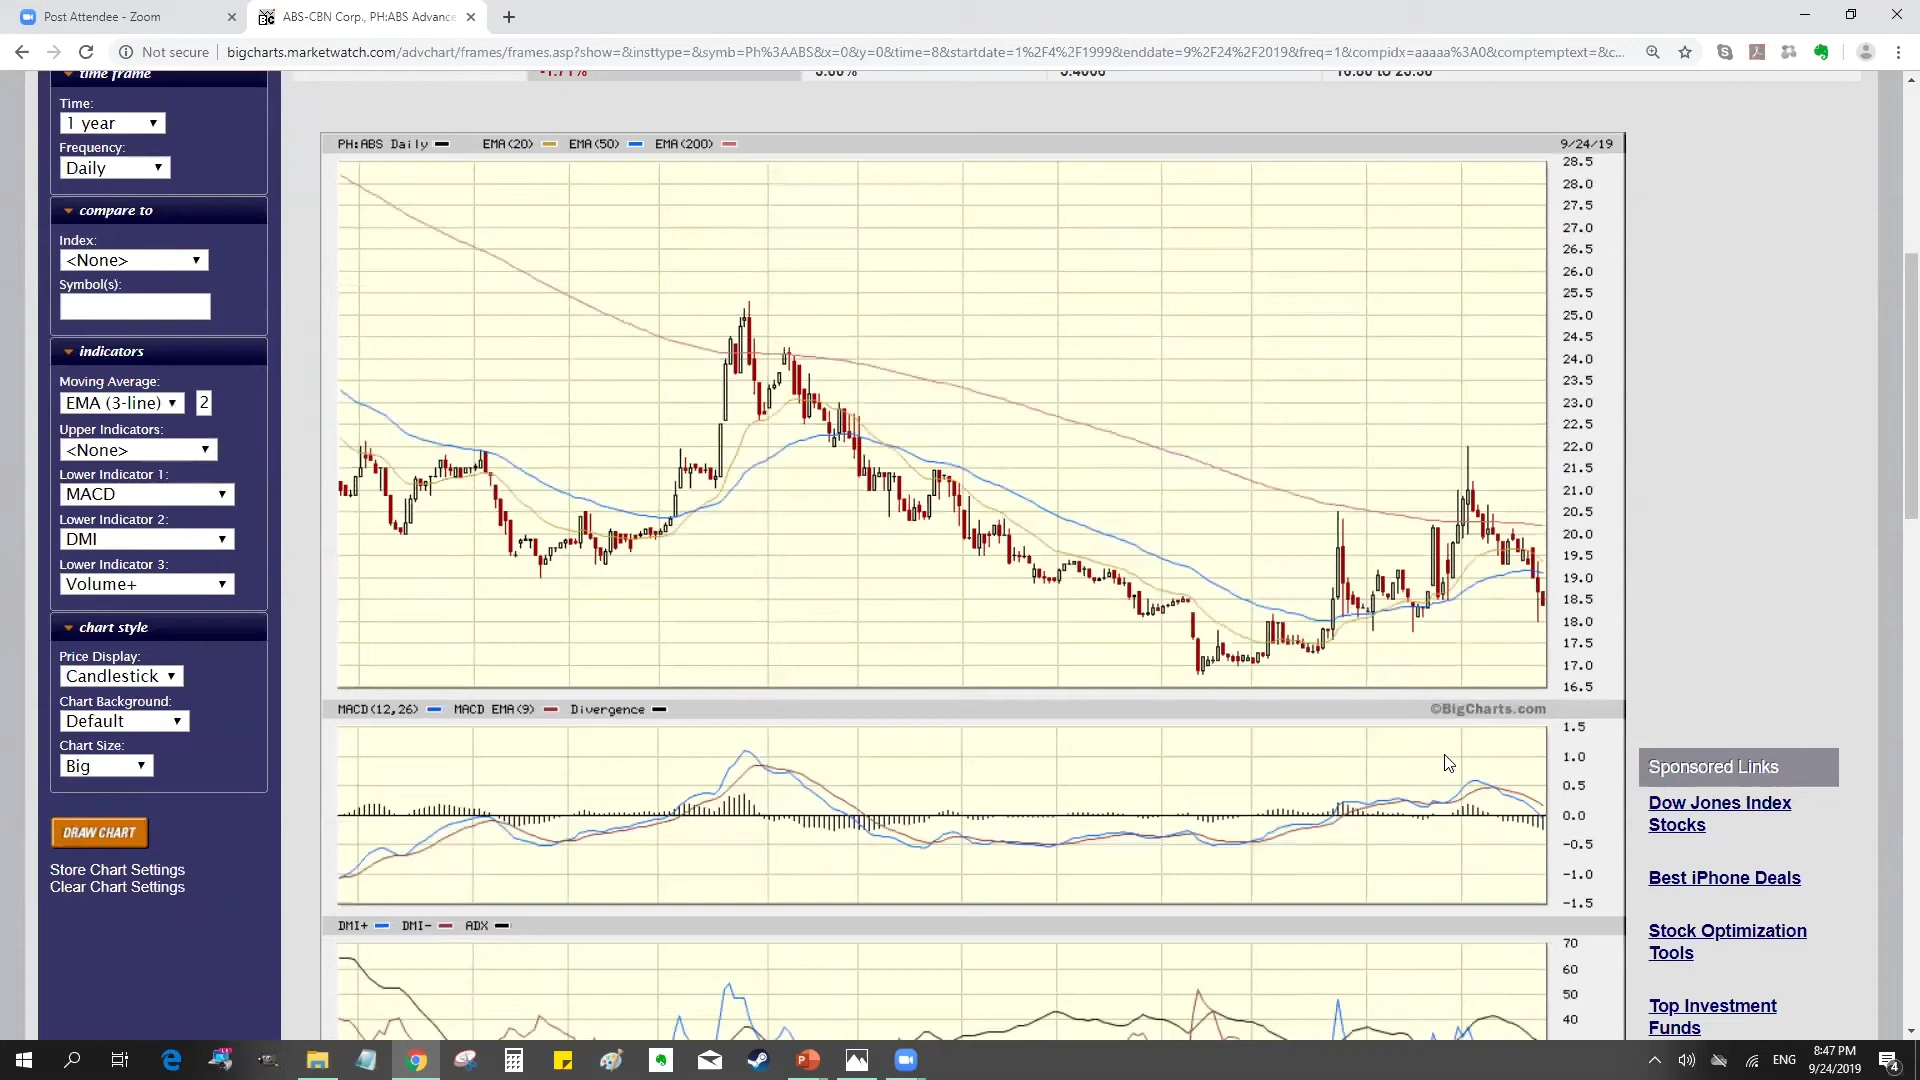 Post Attendee - Zoom
ABS-CBN Corp., PH:ABS Advance
Not secure
bigcharts.marketwatch.com/advchart/frames/frames.asp?show=&insttype=&symb=Ph%3AABS&x=0&y=0&time=8&startdate=1%2F4%2F1999&enddate=9%2F24%2F2019&freq=1&compidx=aaaaa%3A0&comptemptext=&c...
time frame
-1.71%
Time:
1 year
Frequency:
Daily
compare to
Index:
<None>
Symbol(s):
indicators
Moving Average:
EMA (3-line)
2
Upper Indicators:
<None>
Lower Indicator 1:
MACD
Lower Indicator 2:
DMI
Lower Indicator 3:
Volume+
chart style
Price Display:
Candlestick
Chart Background:
Default
Chart Size:
Big
DRAW CHART
Store Chart Settings
Clear Chart Settings
PH:ABS Daily EMA(20) EMA(50) EMA(200) 9/24/19
28.5
28.0
27.5
27.0
26.5
26.0
25.5
25.0
24.5
24.0
23.5
23.0
22.5
22.0
21.5
21.0
20.5
20.0
19.5
19.0
18.5
18.0
17.5
17.0
16.5
MACD(12,26) MACD EMA(9) Divergence ©BigCharts.com
1.5
1.0
0.5
0.0
-0.5
-1.0
-1.5
DMI+ DMI- ADX
70
60
50
40
Sponsored Links
Dow Jones Index
Stocks
Best iPhone Deals
Stock Optimization
Tools
Top Investment
Funds
ENG
8:47 PM
9/24/2019
4